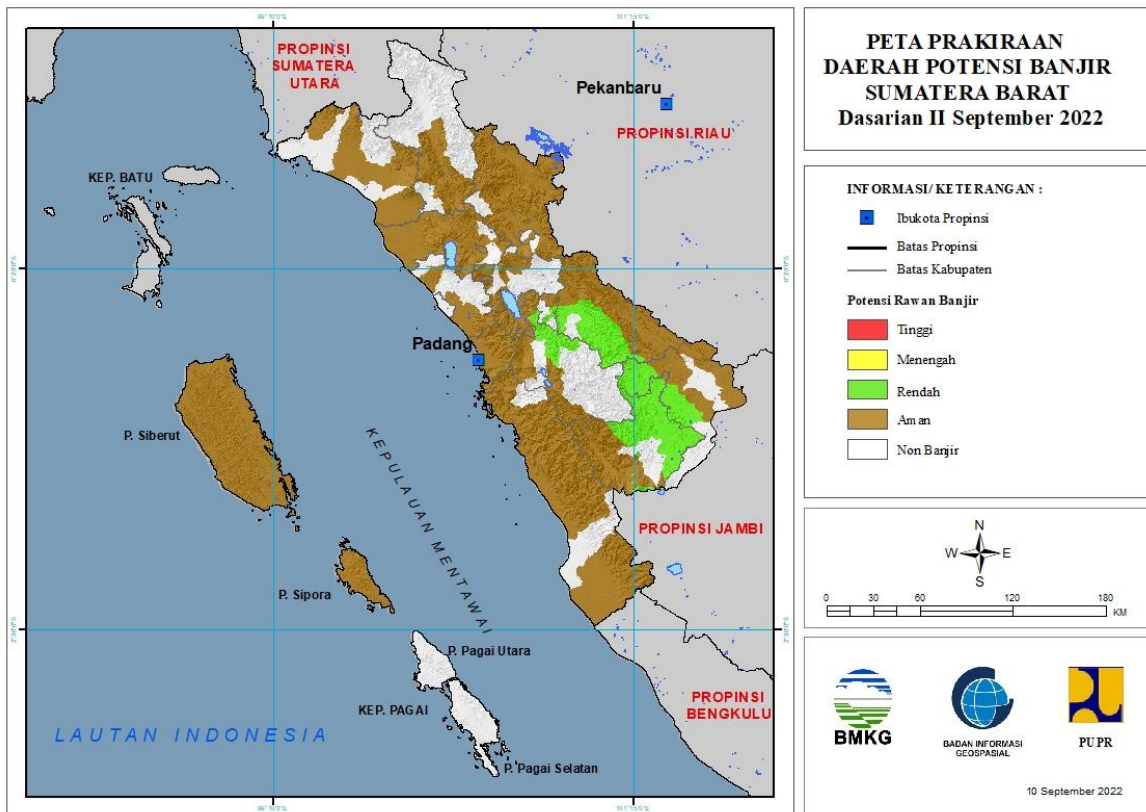 PROPINSI
SUMATERA
UTARA
Pekanbaru
PROPINSI RIAU
KEP. BATU
Padang
P. Siberut
KEPULAUAN MENTAWAI
PROPINSI JAMBI
P. Sipora
P. Pagai Utara
KEP. PAGAI
PROPINSI
BENGKULU
LAUTAN INDONESIA
P. Pagai Selatan
PETA PRAKIRAAN
DAERAH POTENSI BANJIR
SUMATERA BARAT
Dasarian II September 2022
INFORMASI/ KETERANGAN :
Ibukota Propinsi
Batas Propinsi
Batas Kabupaten
Potensi Rawan Banjir
Tinggi
Menengah
Rendah
Aman
Non Banjir
N
W E
S
0 30 60 120 180
KM
BMKG
BADAN INFORMASI
GEOSPASIAL
PUPR
10 September 2022